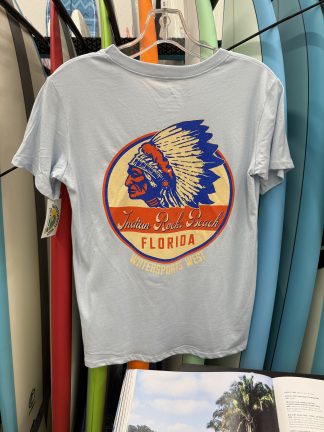 Indian Rocks Beach
FLORIDA
WATERSPORTS WEST